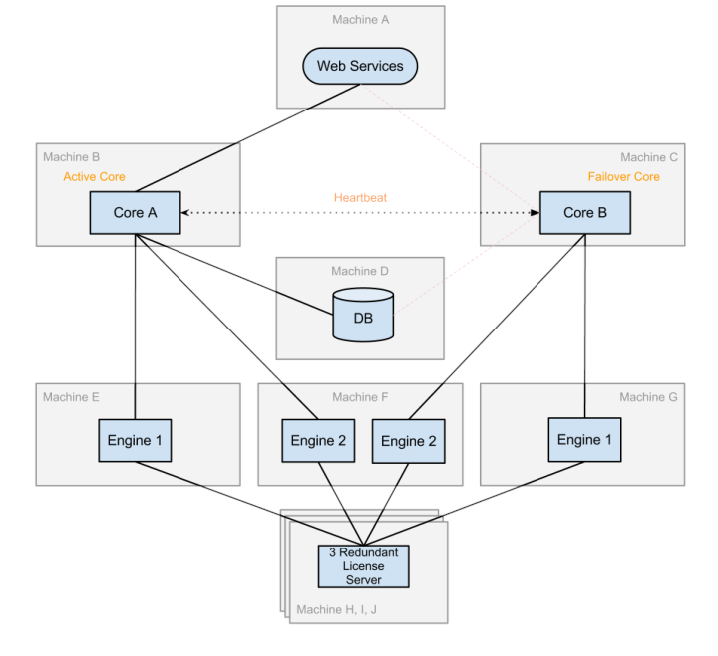 Machine A
Web Services
Machine B
Active Core
Core A
Heartbeat
Machine C
Failover Core
Core B
Machine D
DB
Machine E
Engine 1
Machine F
Engine 2
Engine 2
Machine G
Engine 1
3 Redundant
License
Server
Machine H, I, J